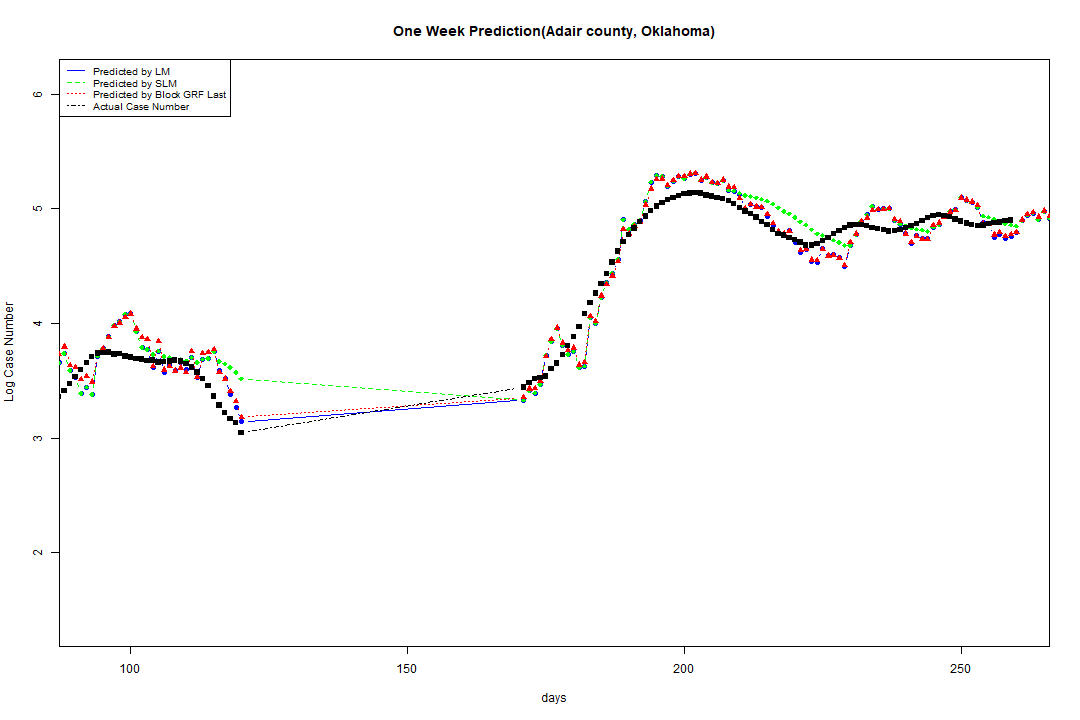 One Week Prediction(Adair county, Oklahoma)
Predicted by LM
Predicted by SLM
Predicted by Block GRF Last
Actual Case Number
6
5
4
3
2
Log Case Number
100
150
200
250
days